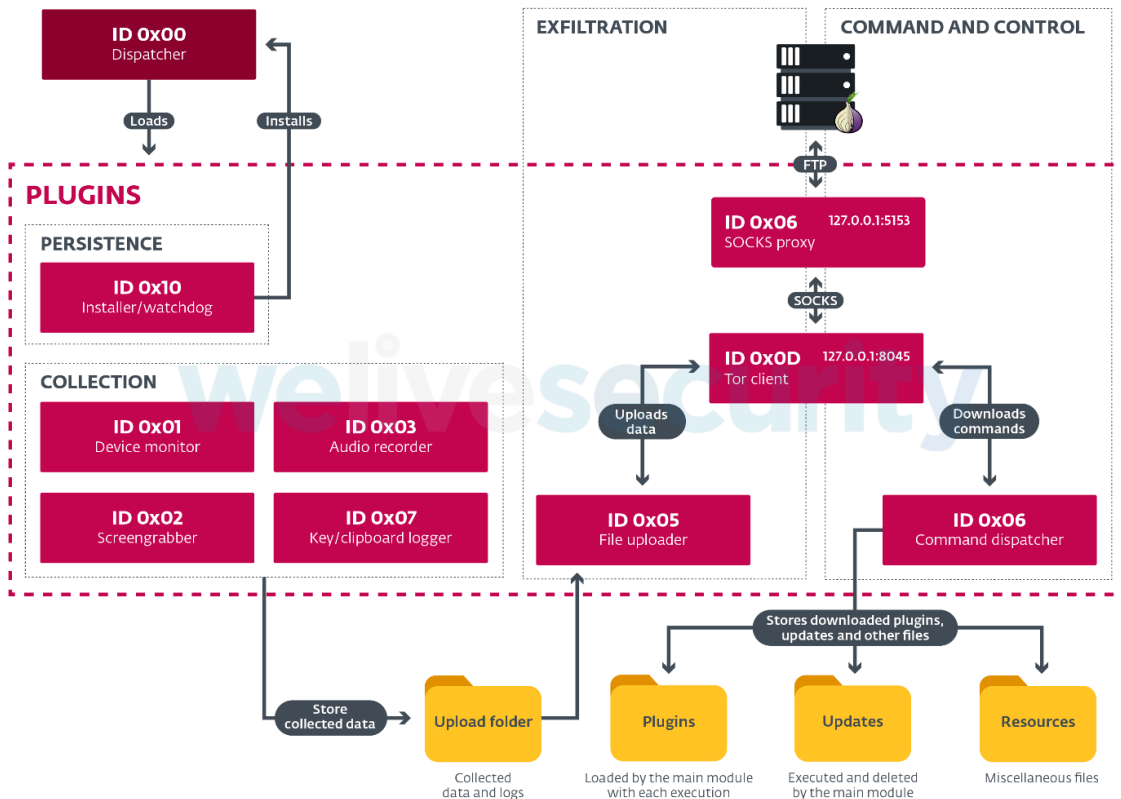 ID 0x00
Dispatcher
Loads
Installs
EXFILTRATION
COMMAND AND CONTROL
FTP
PLUGINS
PERSISTENCE
ID 0x10
Installer/watchdog
ID 0x06
127.0.0.1:5153
SOCKS proxy
SOCKS
ID 0x0D
127.0.0.1:8045
Tor client
COLLECTION
ID 0x01
Device monitor
ID 0x03
Audio recorder
ID 0x02
Screengrabber
ID 0x07
Key/clipboard logger
welivesecurity
Uploads
data
Downloads
commands
ID 0x05
File uploader
ID 0x06
Command dispatcher
Stores downloaded plugins,
updates and other files
Store
collected data
Upload folder
Plugins
Updates
Resources
Collected
data and logs
Loaded by the main module
with each execution
Executed and deleted
by the main module
Miscellaneous files